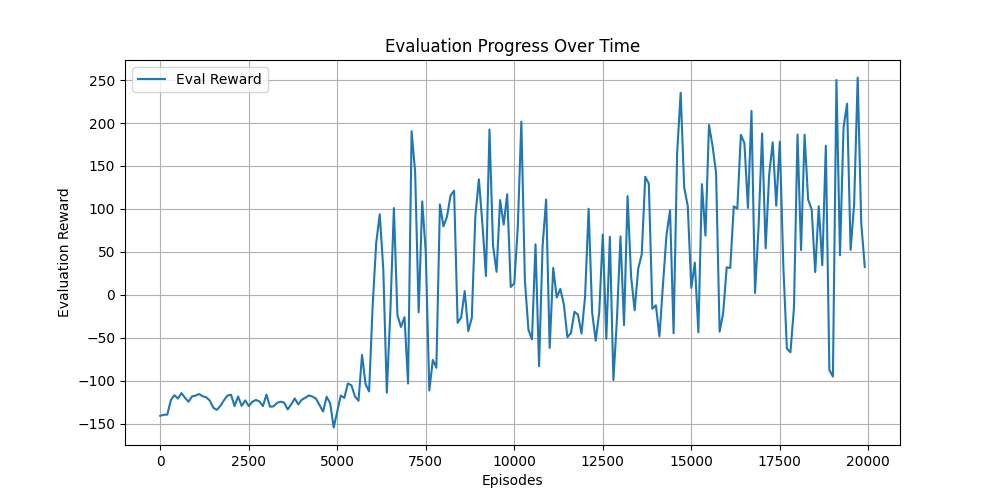 Evaluation Progress Over Time
Eval Reward
Evaluation Reward
250
200
150
100
50
0
−50
−100
−150
0 2500 5000 7500 10000 12500 15000 17500 20000
Episodes